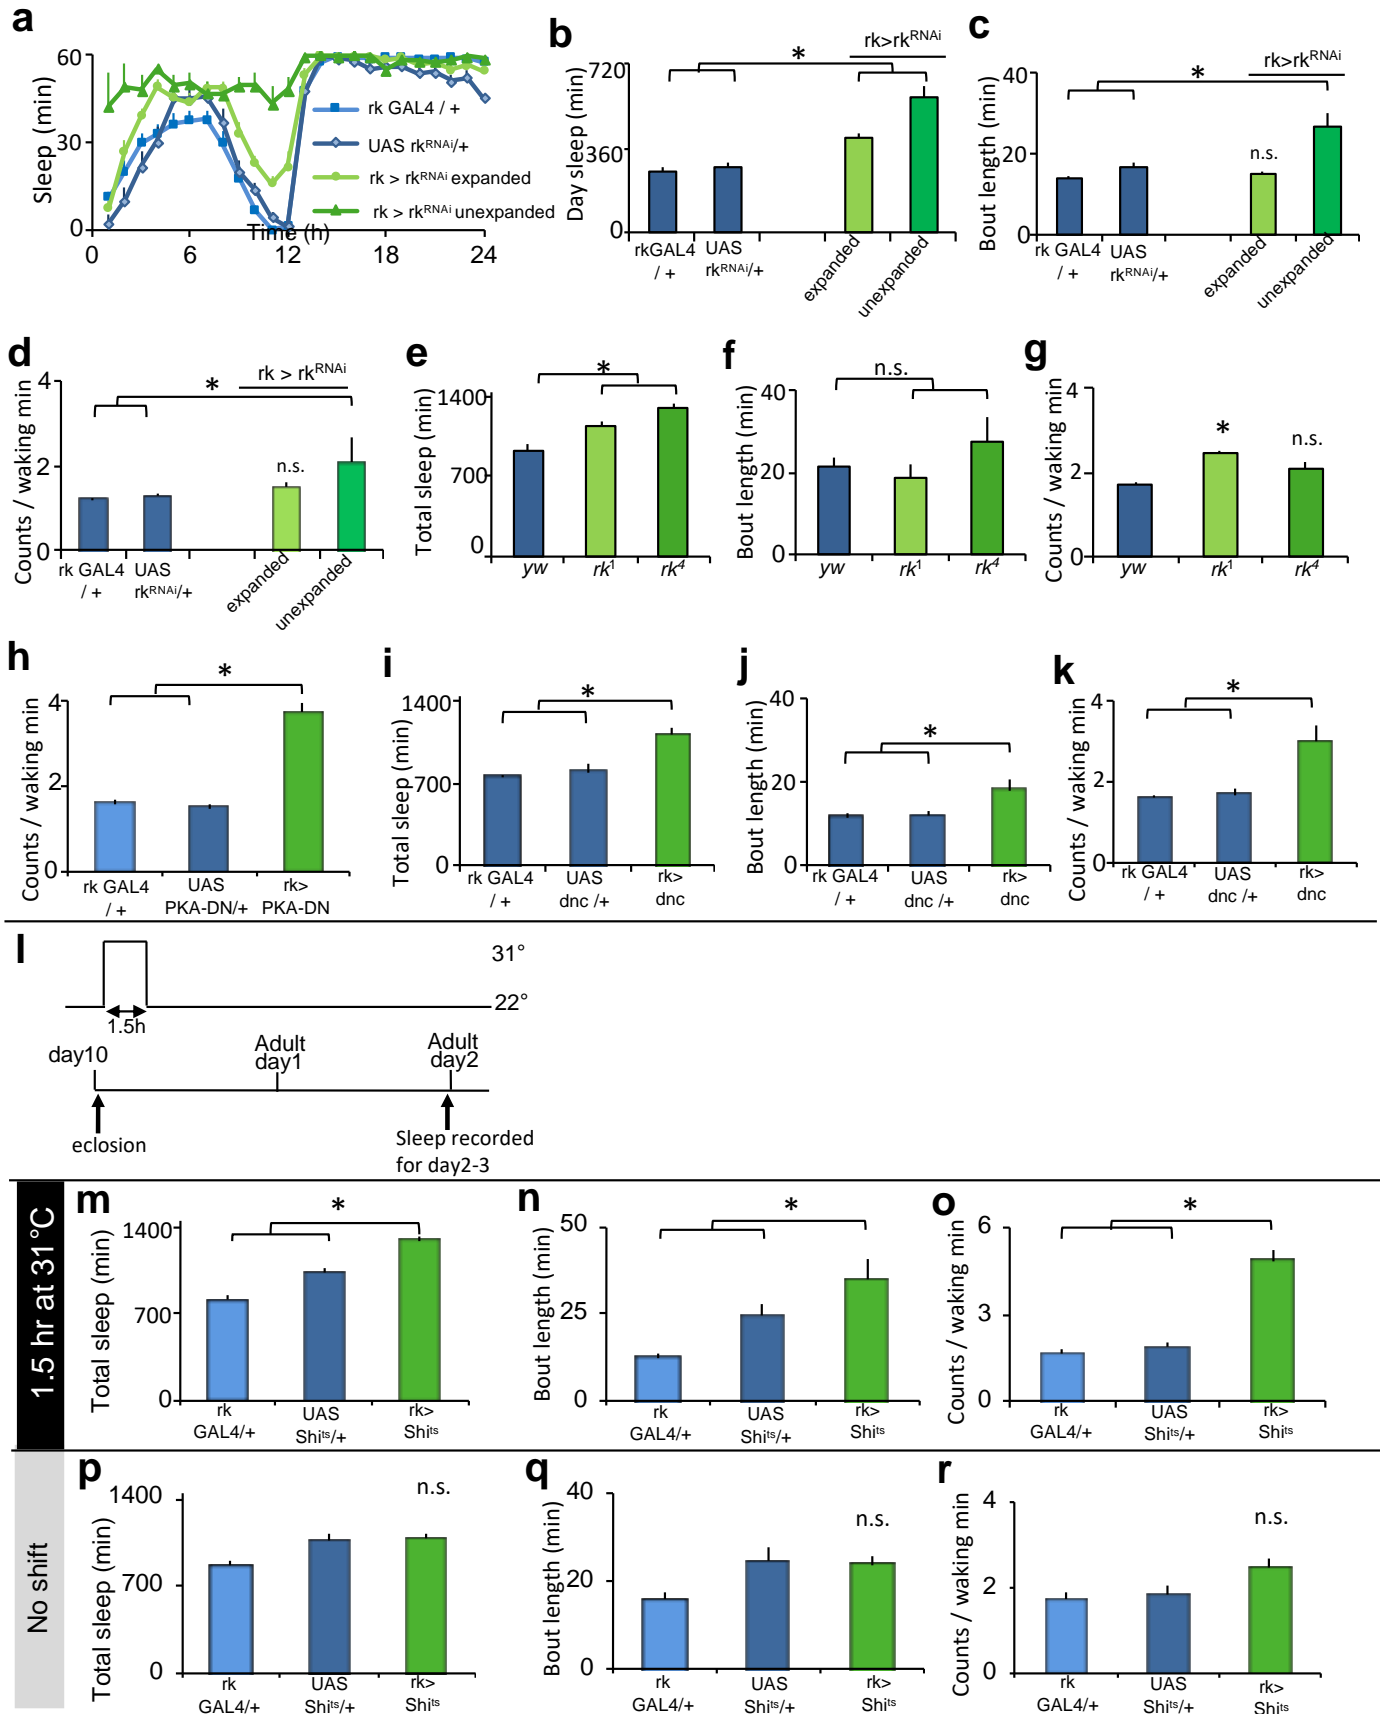 a
Sleep (min)
60
30
0
0
6
12
18
24
Time (h)
rk GAL4 / +
UAS rkRNAi/+
rk > rkRNAi expanded
rk > rkRNAi unexpanded
b
Day sleep (min)
720
360
0
*
rk>rkRNAi
rkGAL4
/ +
UAS
rkRNAi/+
expanded
unexpanded
c
Bout length (min)
40
20
0
*
rk>rkRNAi
n.s.
rk GAL4
/ +
UAS
rkRNAi/+
expanded
unexpanded
d
Counts / waking min
4
2
0
*
rk > rkRNAi
n.s.
rk GAL4
/ +
UAS
rkRNAi/+
expanded
unexpanded
e
Total sleep (min)
1400
700
0
*
yw
rk1
rk4
f
Bout length (min)
40
20
0
n.s.
yw
rk1
rk4
g
Counts / waking min
4
2
0
*
n.s.
yw
rk1
rk4
h
Counts / waking min
4
2
0
*
rk GAL4
/ +
UAS
PKA-DN/+
rk>
PKA-DN
i
Total sleep (min)
1400
700
0
*
rk GAL4
/ +
UAS
dnc /+
rk>
dnc
j
Bout length (min)
40
20
0
*
rk GAL4
/ +
UAS
dnc /+
rk>
dnc
k
Counts / waking min
4
2
0
*
rk GAL4
/ +
UAS
dnc /+
rk>
dnc
l
31°
22°
1.5h
day10
Adult
day1
Adult
day2
eclosion
Sleep recorded
for day2-3
1.5 hr at 31°C
m
Total sleep (min)
1400
700
0
*
rk
GAL4/+
UAS
Shits/+
rk>
Shits
n
Bout length (min)
50
25
0
*
rk
GAL4/+
UAS
Shits/+
rk>
Shits
o
Counts / waking min
6
3
0
*
rk
GAL4/+
UAS
Shits/+
rk>
Shits
No shift
p
Total sleep (min)
1400
700
0
n.s.
rk
GAL4/+
UAS
Shits/+
rk>
Shits
q
Bout length (min)
40
20
0
n.s.
rk
GAL4/+
UAS
Shits/+
rk>
Shits
r
Counts / waking min
4
2
0
n.s.
rk
GAL4/+
UAS
Shits/+
rk>
Shits